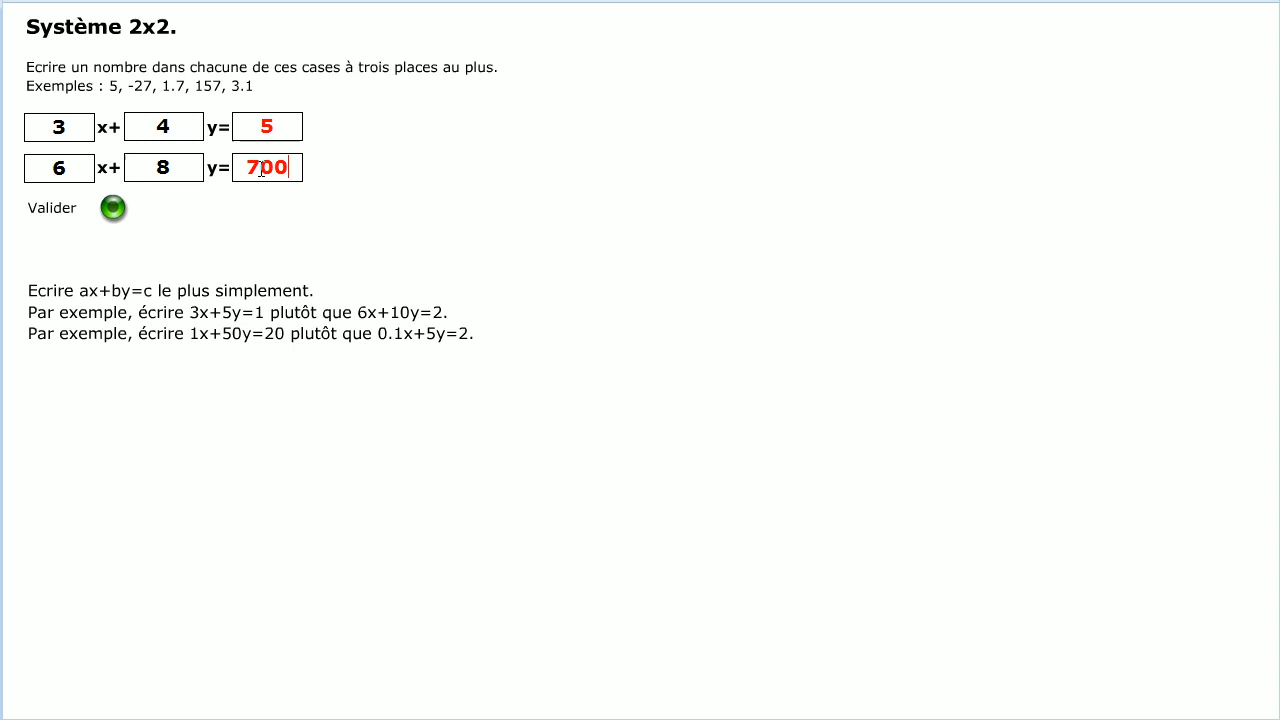 Système 2x2.
Ecrire un nombre dans chacune de ces cases à trois places au plus.
Exemples : 5, -27, 1.7, 157, 3.1
3 x+ 4 y= 5
6 x+ 8 y= 700
Valider
Ecrire ax+by=c le plus simplement.
Par exemple, écrire 3x+5y=1 plutôt que 6x+10y=2.
Par exemple, écrire 1x+50y=20 plutôt que 0.1x+5y=2.